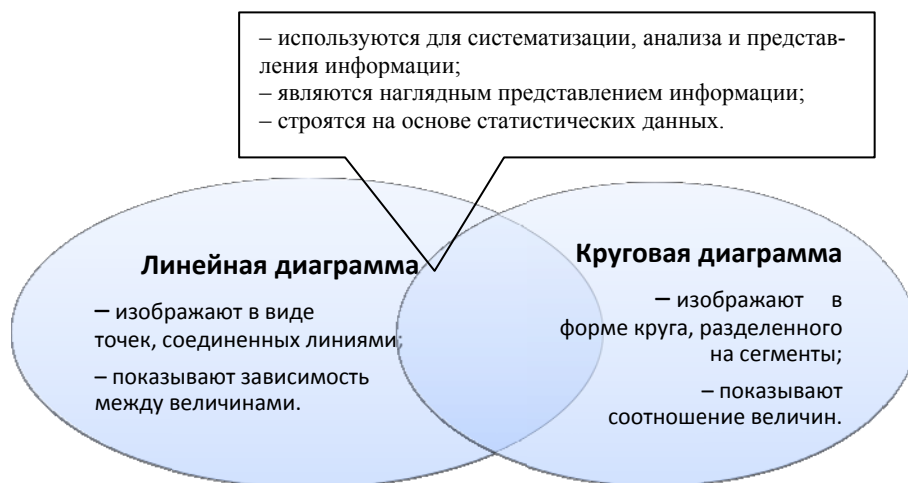 – используются для систематизации, анализа и представ-
ления информации;
– являются наглядным представлением информации;
– строятся на основе статистических данных.
Линейная диаграмма
– изображают в виде
точек, соединенных линиями;
– показывают зависимость
между величинами.
Круговая диаграмма
– изображают в
форме круга, разделенного
на сегменты;
– показывают
соотношение величин.